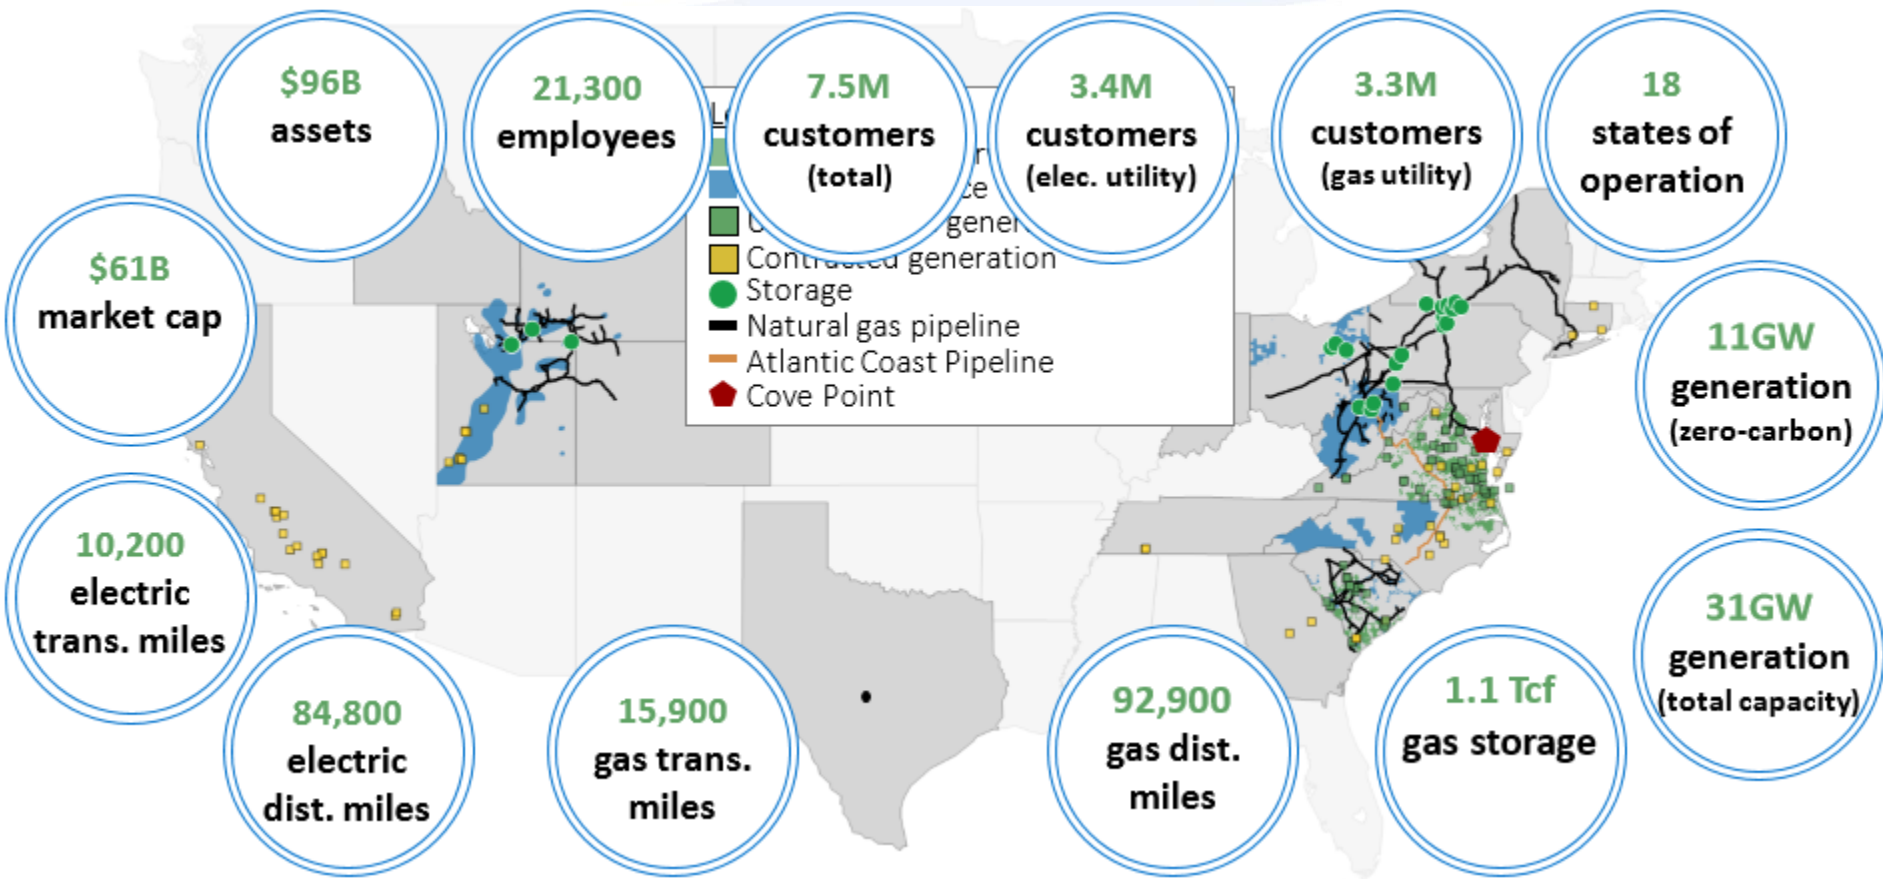 $96B
assets
21,300
employees
7.5M
customers
(total)
3.4M
customers
(elec. utility)
3.3M
customers
(gas utility)
18
states of
operation
$61B
market cap
generation
Storage
Natural gas pipeline
Atlantic Coast Pipeline
Cove Point
11GW
generation
(zero-carbon)
10,200
electric
trans. miles
31GW
generation
(total capacity)
84,800
electric
dist. miles
15,900
gas trans.
miles
92,900
gas dist.
miles
1.1 Tcf
gas storage